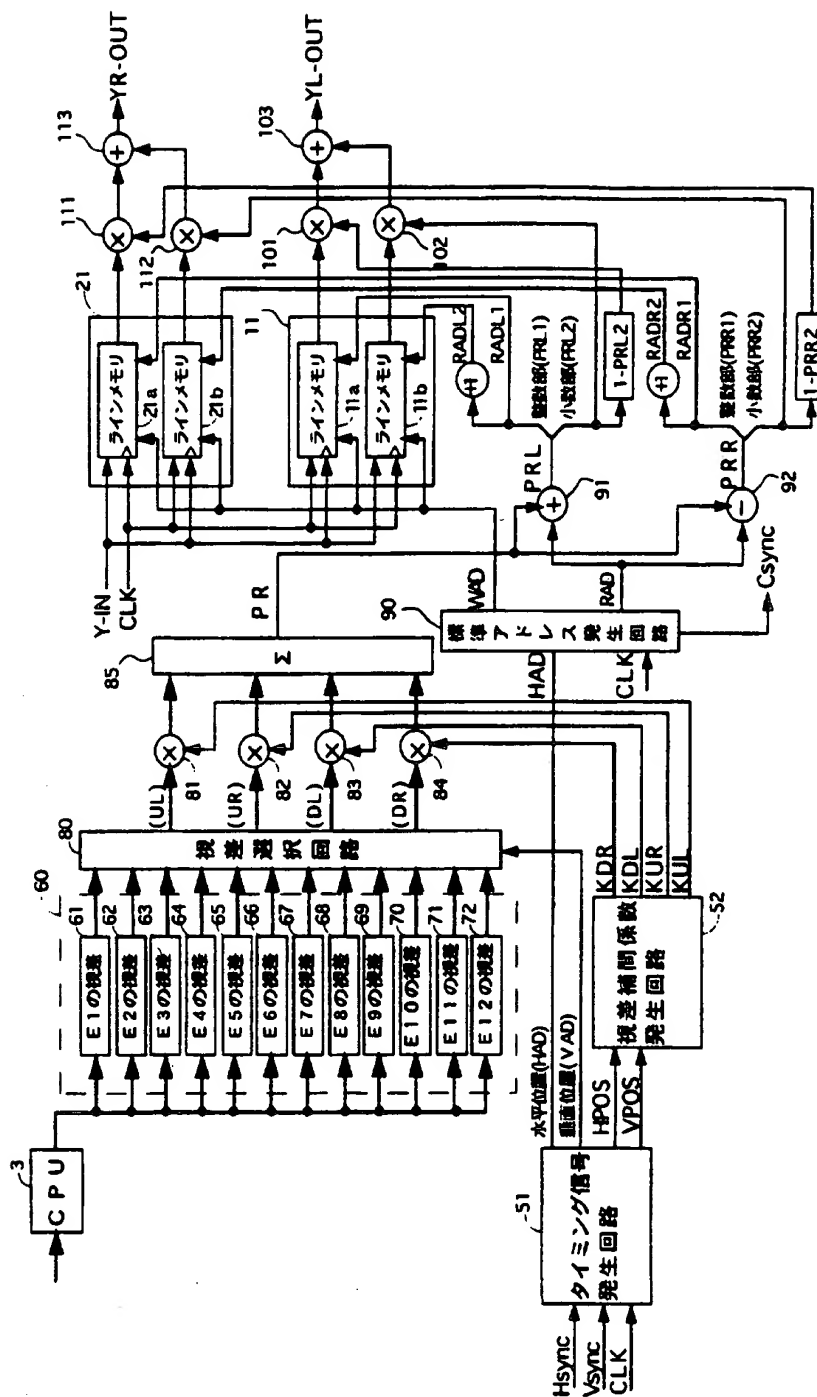 CPU
3
60
E1の視差
61
E2の視差
62
E3の視差
63
E4の視差
64
E5の視差
65
E6の視差
66
E7の視差
67
E8の視差
68
E9の視差
69
E10の視差
70
E11の視差
71
E12の視差
72
80
視差選択回路
(UL)
(UR)
(DL)
(DR)
81
82
83
84
×
×
×
×
85
Σ
PR
Hsync
Vsync
CLK
51
タイミング信号
発生回路
水平位置(HAD)
垂直位置(VAD)
HPOS
VPOS
52
視差補間係数
発生回路
KDR
KDL
KUR
KUL
90
HAD
CLK
標準アドレス発生回路
WAD
RAD
Csync
Y-IN
CLK
21
ラインメモリ
21a
ラインメモリ
21b
11
ラインメモリ
11a
ラインメモリ
11b
PRL
+
91
PRR
−
92
+1
RADL2
RADL1
整数部(PRL1)
小数部(PRL2)
1-PRL2
+1
RADR2
RADR1
整数部(PRR1)
小数部(PRR2)
1-PRR2
111
×
112
×
113
+
YR-OUT
101
×
102
×
103
+
YL-OUT